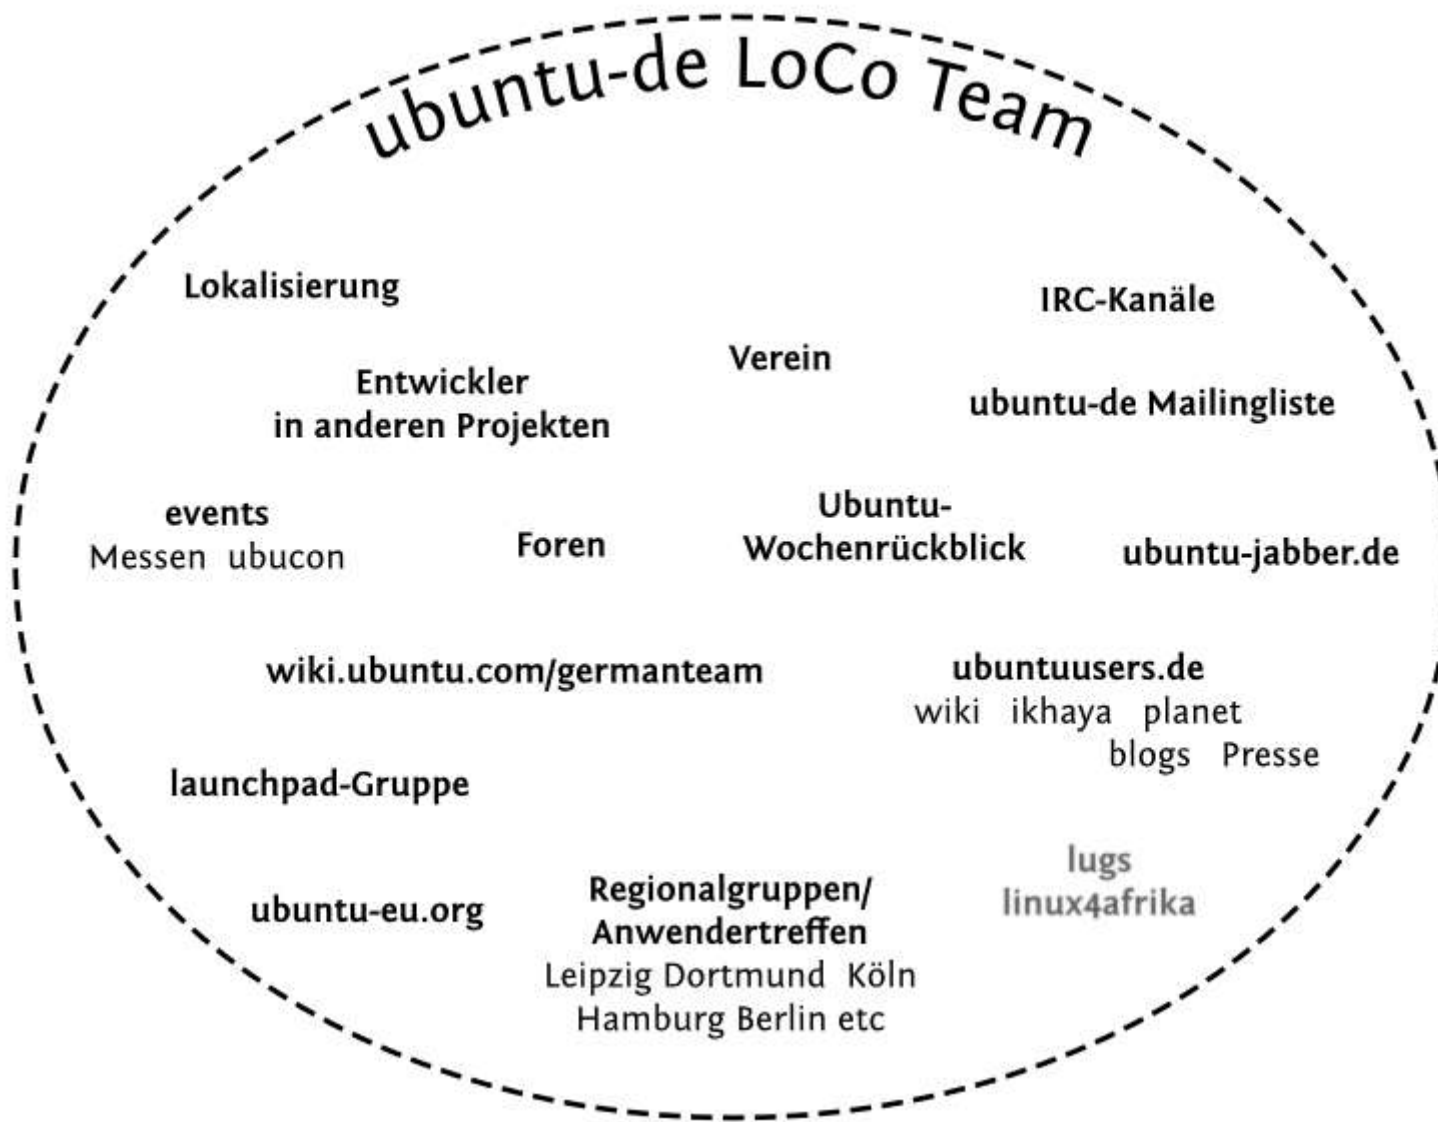 ubuntu-de LoCo Team
Lokalisierung
IRC-Kanäle
Verein
Entwickler
in anderen Projekten
ubuntu-de Mailingliste
events
Messen ubucon
Foren
Ubuntu-
Wochenrückblick
ubuntu-jabber.de
wiki.ubuntu.com/germanteam
ubuntuusers.de
wiki ikhaya planet
blogs Presse
launchpad-Gruppe
lugs
linux4afrika
ubuntu-eu.org
Regionalgruppen/
Anwendertreffen
Leipzig Dortmund Köln
Hamburg Berlin etc